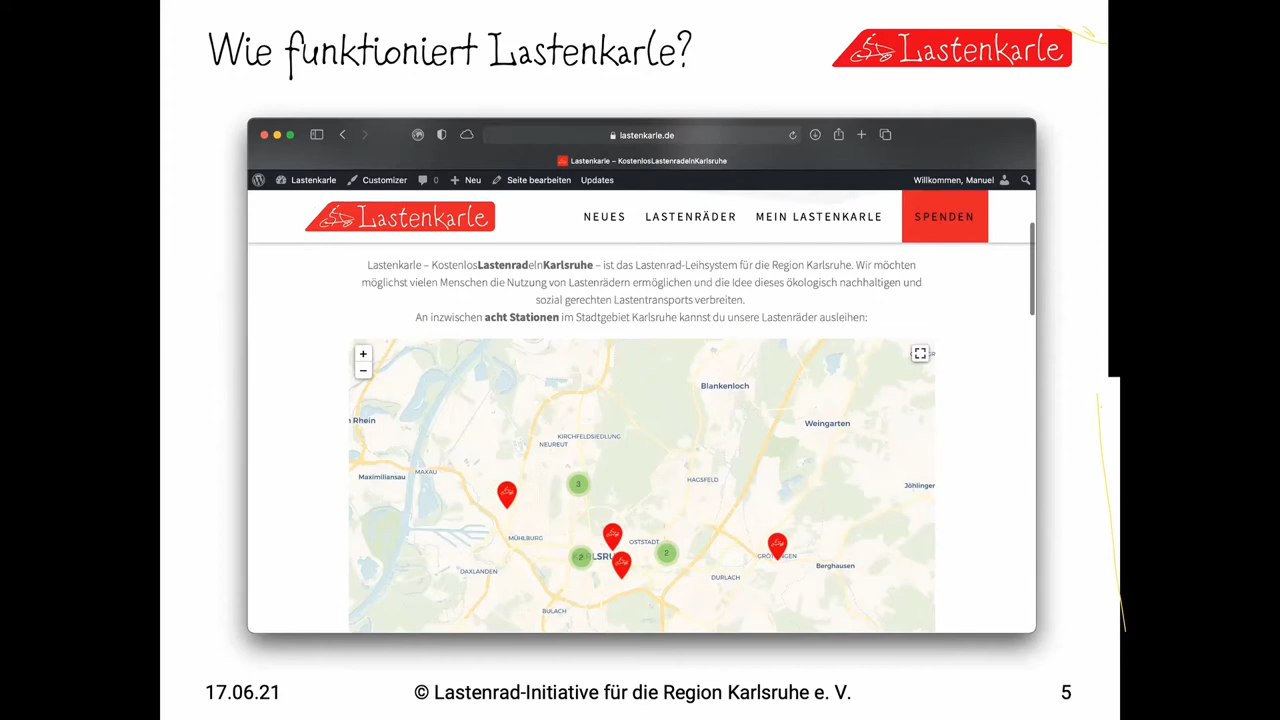 Wie funktioniert Lastenkarle?
Lastenkarle
lastenkarle.de
Lastenkarle – KostenlosLastenradelnKarlsruhe
Lastenkarle Customizer 0 Neu Seite bearbeiten Updates Willkommen, Manuel
Lastenkarle NEUES LASTENRÄDER MEIN LASTENKARLE SPENDEN
Lastenkarle – KostenlosLastenradelnKarlsruhe – ist das Lastenrad-Leihsystem für die Region Karlsruhe. Wir möchten
möglichst vielen Menschen die Nutzung von Lastenrädern ermöglichen und die Idee dieses ökologisch nachhaltigen und
sozial gerechten Lastentransports verbreiten.
An inzwischen acht Stationen im Stadtgebiet Karlsruhe kannst du unsere Lastenräder ausleihen:
+
−
Blankenloch
Rhein
Weingarten
KIRCHFELDSIEDLUNG
NEUREUT
MAXAU
Maximiliansau
HAGSFELD
3
Jöhlinger
MÜHLBURG
OSTSTADT
2
2
GRÖTZINGEN
Berghausen
DAXLANDEN
DURLACH
BULACH
17.06.21 © Lastenrad-Initiative für die Region Karlsruhe e. V. 5